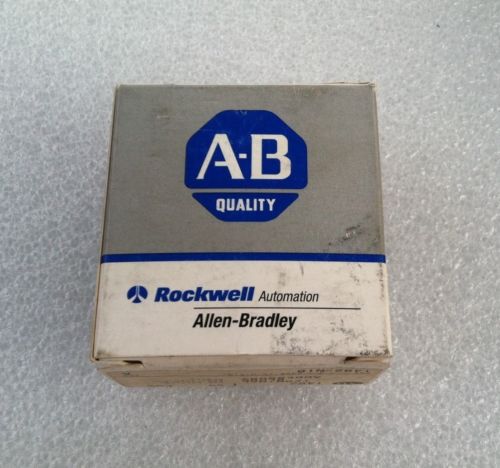 A-B
QUALITY
Rockwell Automation
Allen-Bradley